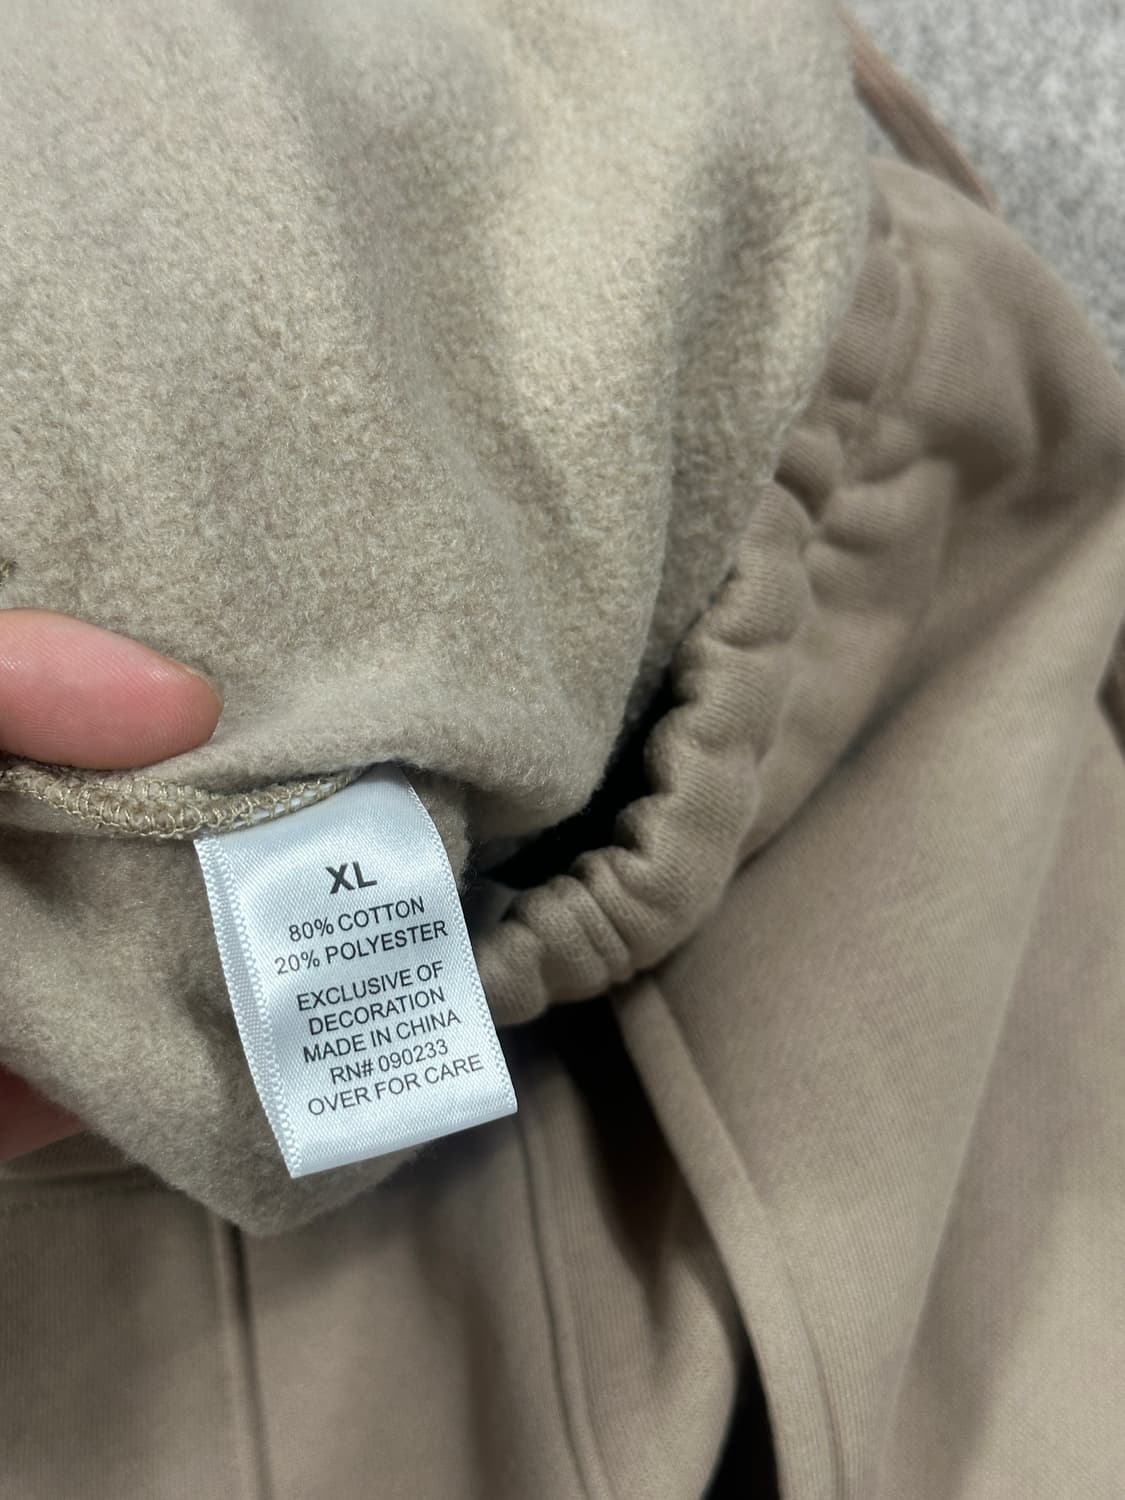 XL
80% COTTON
20% POLYESTER
EXCLUSIVE OF
DECORATION
MADE IN CHINA
RN# 090233
OVER FOR CARE